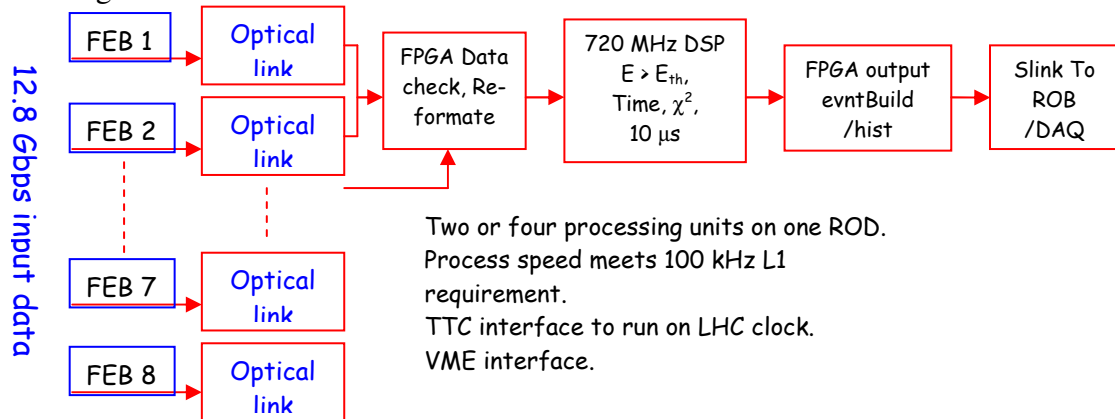 12.8 Gbps input data
FEB 1
Optical
link
FEB 2
Optical
link
FEB 7
Optical
link
FEB 8
Optical
link
FPGA Data
check, Re-
formate
720 MHz DSP
E > Eth,
Time, χ2,
10 μs
FPGA output
evntBuild
/hist
Slink To
ROB
/DAQ
Two or four processing units on one ROD.
Process speed meets 100 kHz L1
requirement.
TTC interface to run on LHC clock.
VME interface.